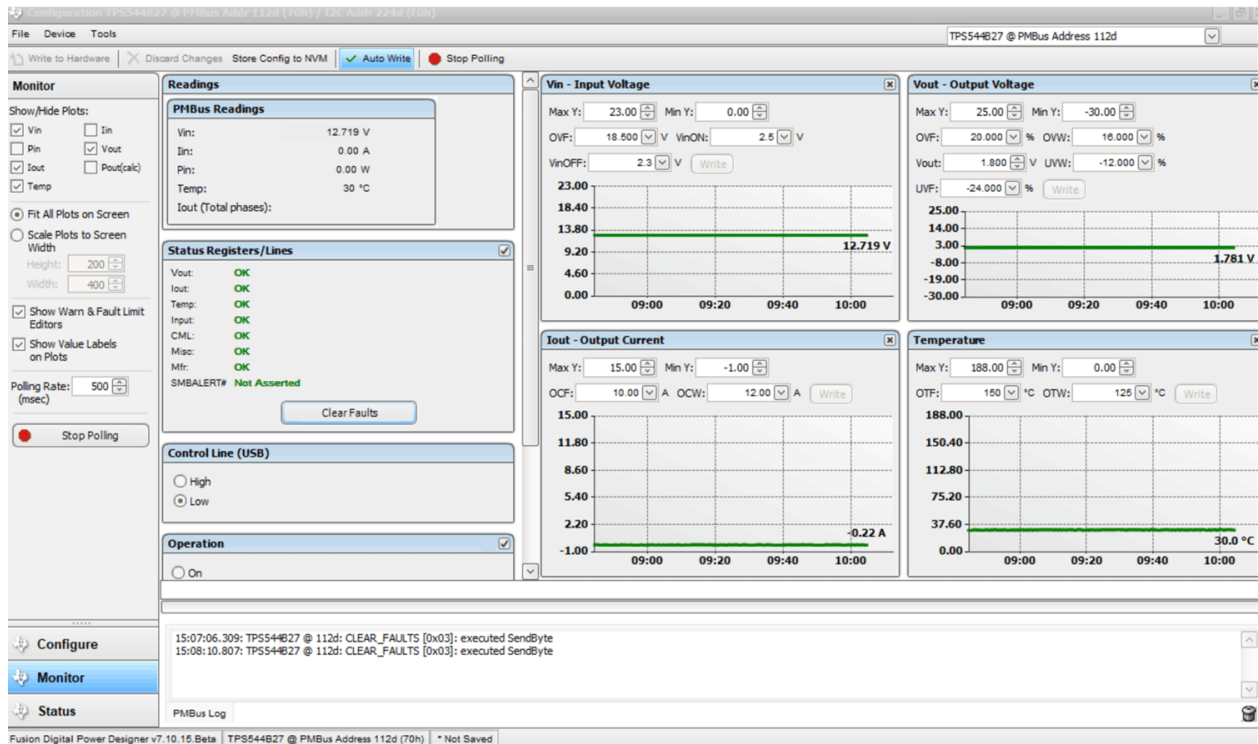 Configuration TPS544B27 @ PMBus Addr 112d (70h) / I2C Addr 224d (E0h)
File Device Tools
TPS544B27 @ PMBus Address 112d
Write to Hardware Discard Changes Store Config to NVM Auto Write Stop Polling
Monitor
Show/Hide Plots:
Vin Iin
Pin Vout
Iout Pout(calc)
Temp
Fit All Plots on Screen
Scale Plots to Screen
Width
Height: 200
Width: 400
Show Warn & Fault Limit
Editors
Show Value Labels
on Plots
Polling Rate: 500
(msec)
Stop Polling
Configure
Monitor
Status
Readings
PMBus Readings
Vin: 12.719 V
Iin: 0.00 A
Pin: 0.00 W
Temp: 30 °C
Iout (Total phases):
Status Registers/Lines
Vout: OK
Iout: OK
Temp: OK
Input: OK
CML: OK
Misc: OK
Mfr: OK
SMBALERT# Not Asserted
Clear Faults
Control Line (USB)
High
Low
Operation
On
Vin - Input Voltage
Max Y: 23.00 Min Y: 0.00
OVF: 18.500 V VinON: 2.5 V
VinOFF: 2.3 V Write
23.00
18.40
13.80
12.719 V
9.20
4.60
0.00
09:00 09:20 09:40 10:00
Vout - Output Voltage
Max Y: 25.00 Min Y: -30.00
OVF: 20.000 % OVW: 16.000 %
Vout: 1.800 V UVW: -12.000 %
UVF: -24.000 % Write
25.00
14.00
3.00
1.781 V
-8.00
-19.00
-30.00
09:00 09:20 09:40 10:00
Iout - Output Current
Max Y: 15.00 Min Y: -1.00
OCF: 10.00 A OCW: 12.00 A Write
15.00
11.80
8.60
5.40
2.20
-0.22 A
-1.00
09:00 09:20 09:40 10:00
Temperature
Max Y: 188.00 Min Y: 0.00
OTF: 150 °C OTW: 125 °C Write
188.00
150.40
112.80
75.20
37.60
30.0 °C
0.00
09:00 09:20 09:40 10:00
15:07:06.309: TPS544B27 @ 112d: CLEAR_FAULTS [0x03]: executed SendByte
15:08:10.807: TPS544B27 @ 112d: CLEAR_FAULTS [0x03]: executed SendByte
PMBus Log
Fusion Digital Power Designer v7.10.15.Beta TPS544B27 @ PMBus Address 112d (70h) * Not Saved